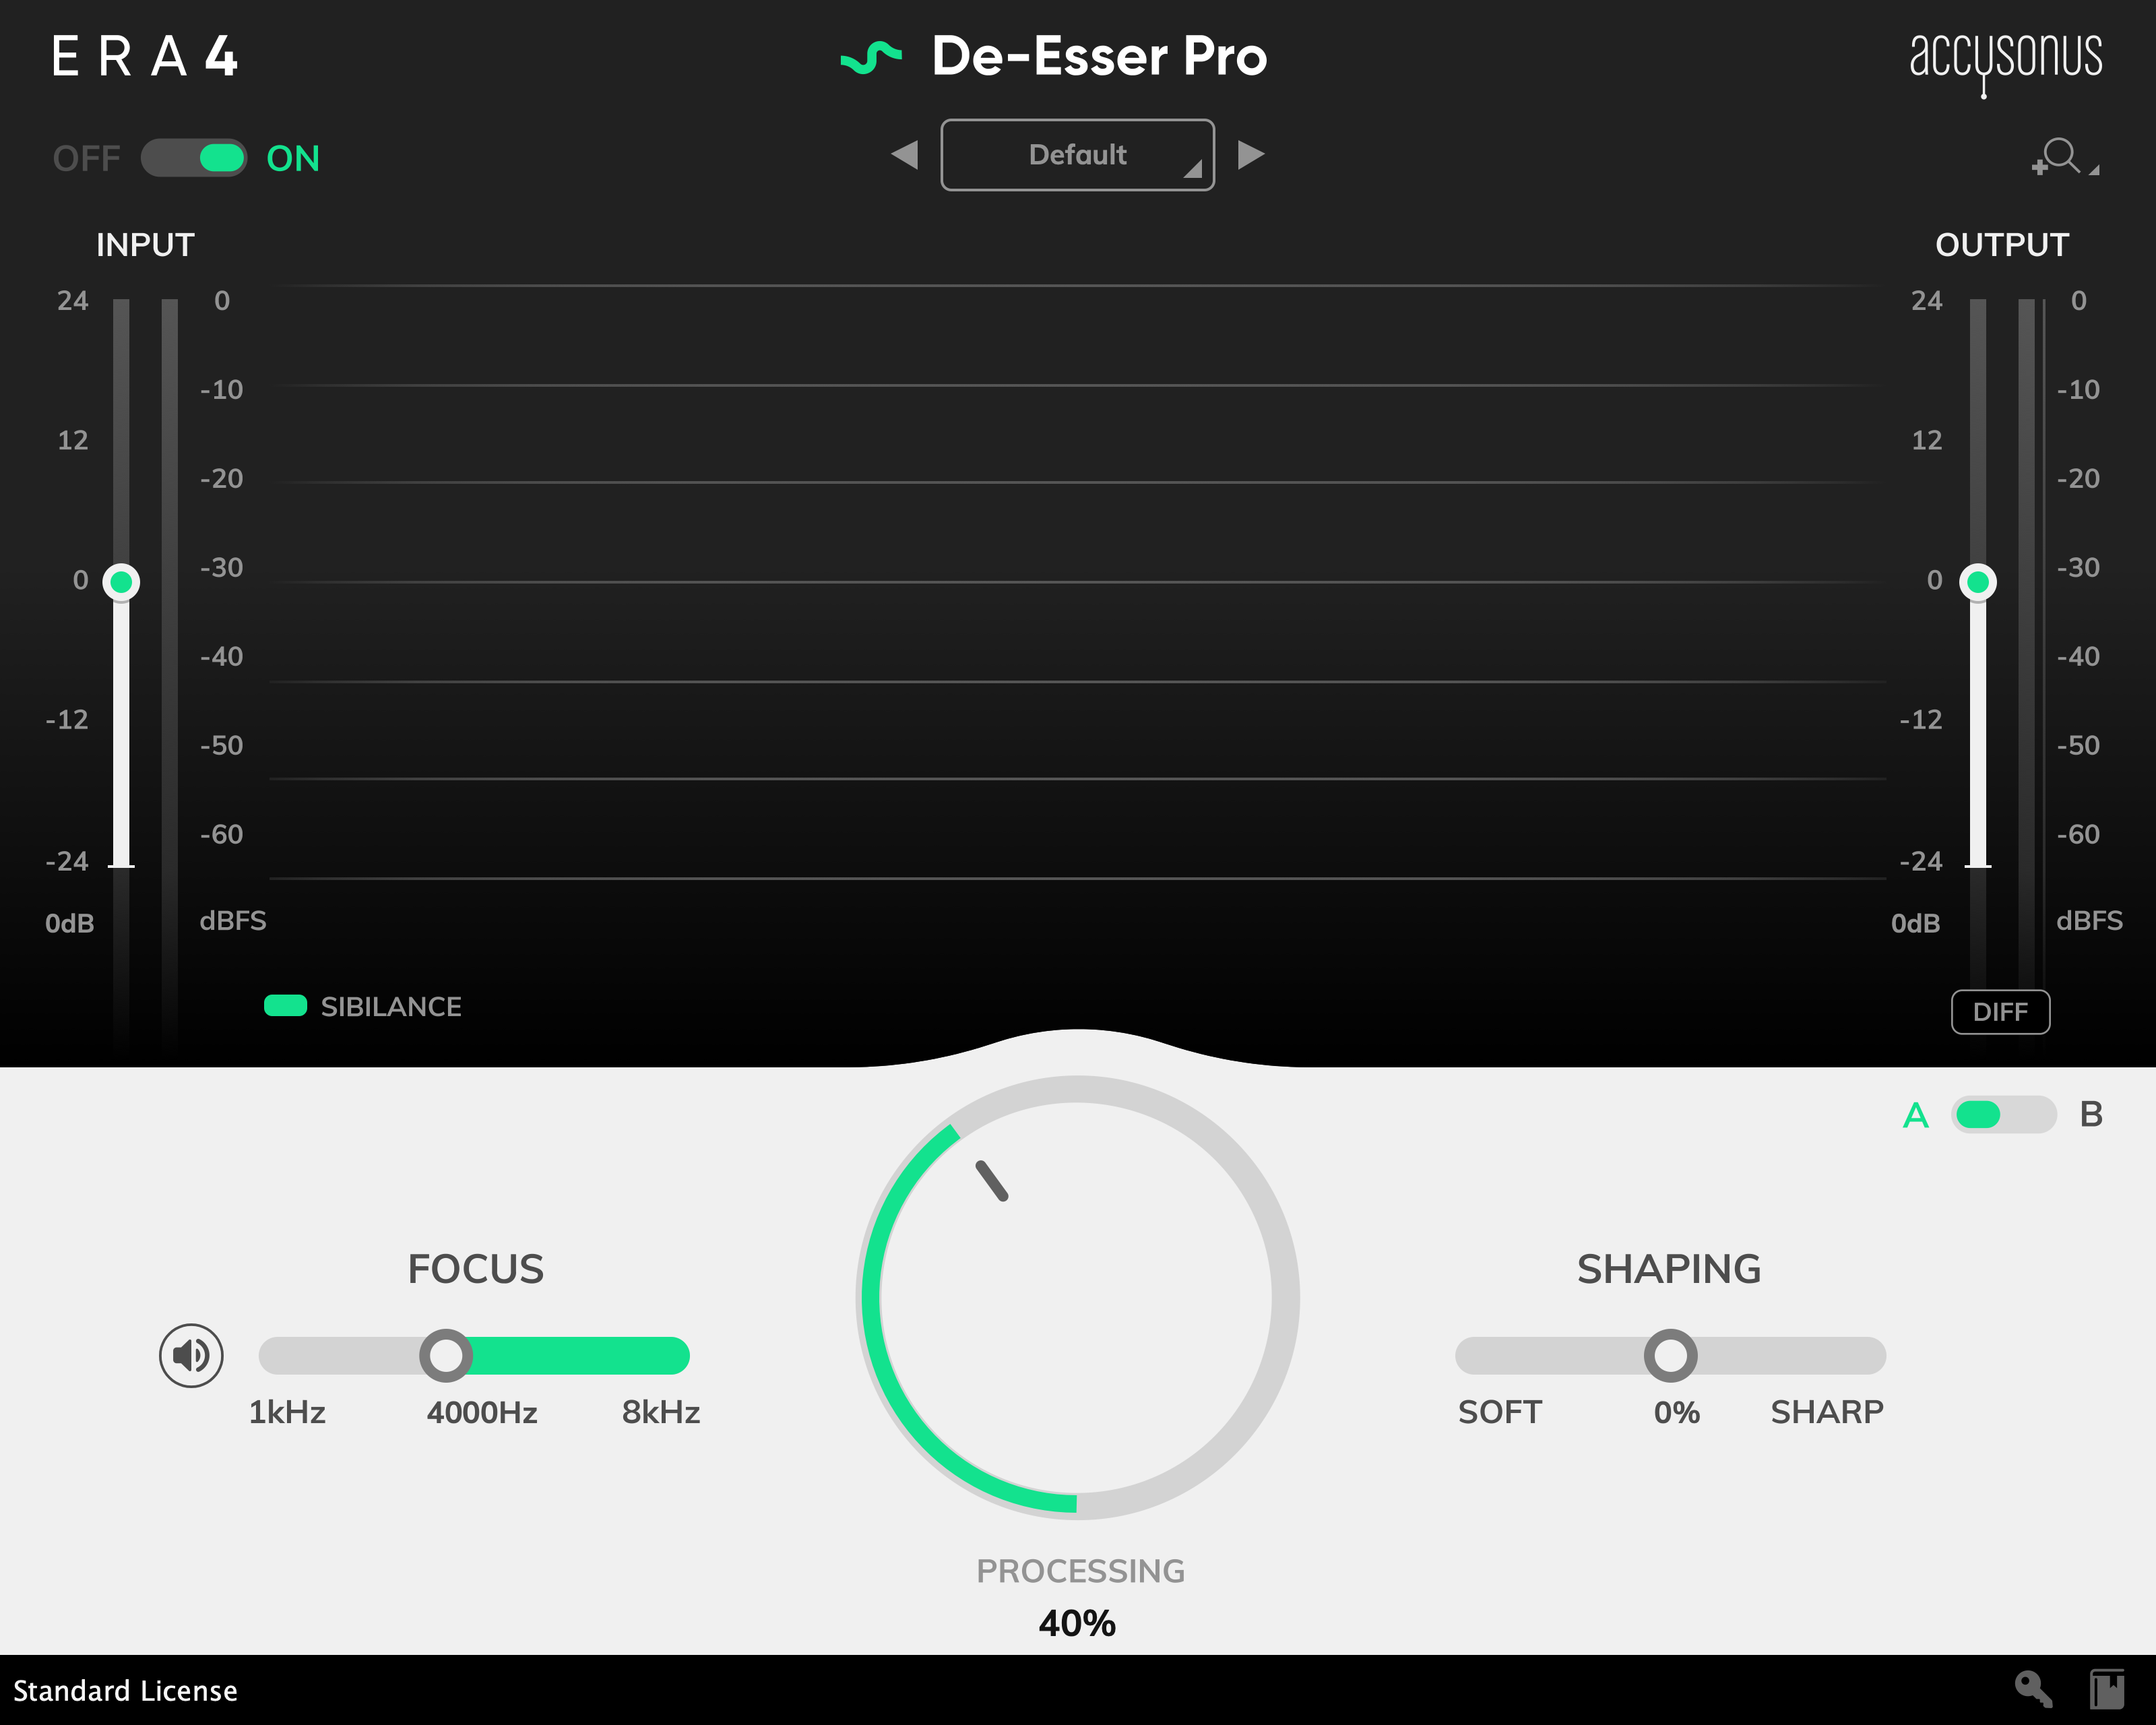 ERA4
De-Esser Pro
accusonus
OFF
ON
Default
INPUT
OUTPUT
24
12
0
-12
-24
0dB
0
-10
-20
-30
-40
-50
-60
dBFS
24
12
0
-12
-24
0dB
0
-10
-20
-30
-40
-50
-60
dBFS
SIBILANCE
DIFF
A
B
FOCUS
1kHz
4000Hz
8kHz
SHAPING
SOFT
0%
SHARP
PROCESSING
40%
Standard License